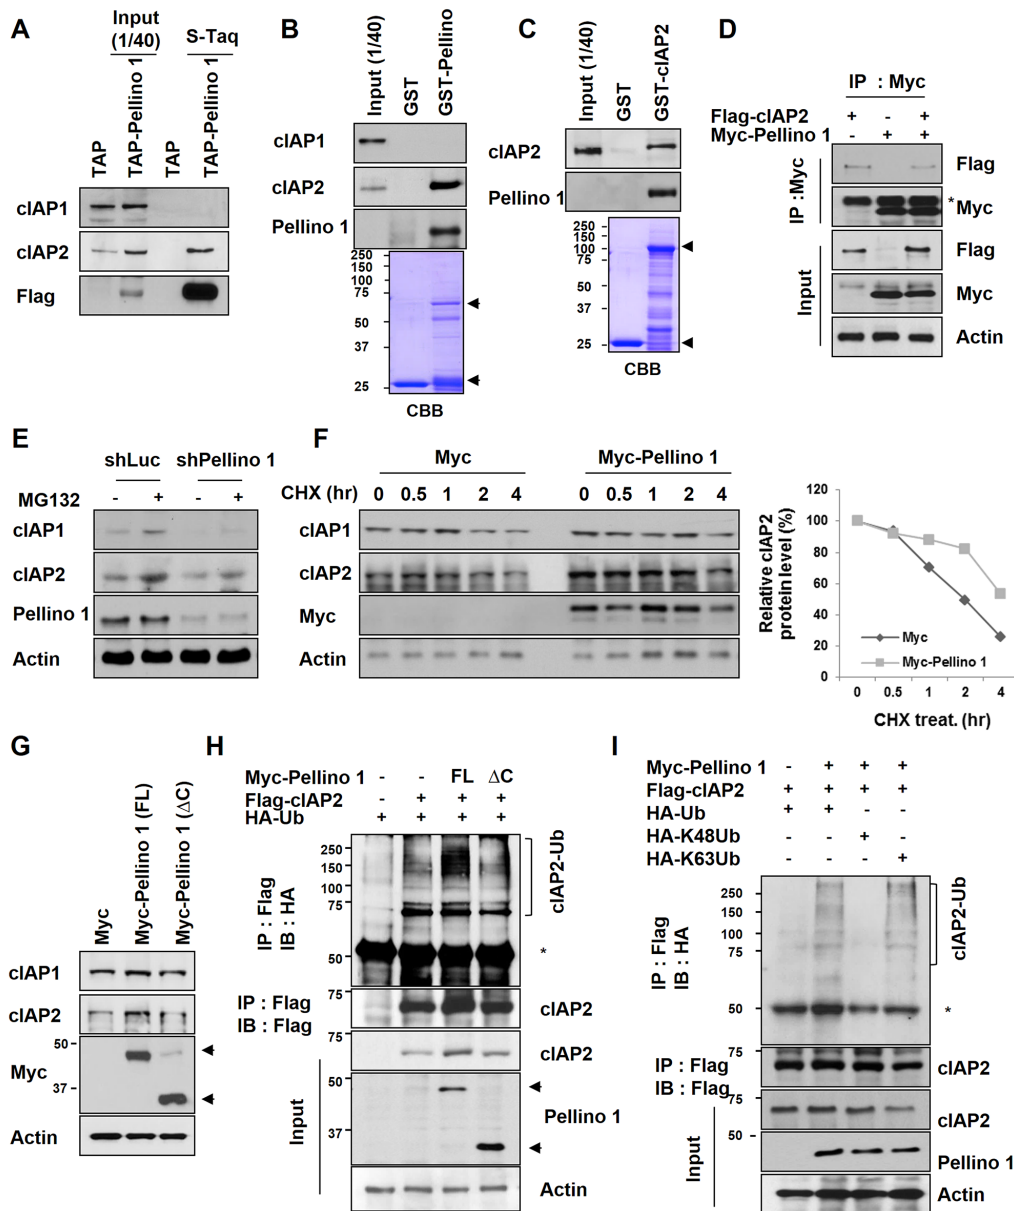 A
Input
(1/40)
S-Taq
TAP
TAP-Pellino 1
TAP
TAP-Pellino 1
cIAP1
cIAP2
Flag
B
Input (1/40)
GST
GST-Pellino
cIAP1
cIAP2
Pellino 1
250
150
100
75
50
37
25
CBB
C
Input (1/40)
GST
GST-cIAP2
cIAP2
Pellino 1
250
150
100
75
50
37
25
CBB
D
IP : Myc
Flag-cIAP2 + - +
Myc-Pellino 1 - + +
IP :Myc
Flag
* Myc
Input
Flag
Myc
Actin
E
shLuc shPellino 1
MG132 - + - +
cIAP1
cIAP2
Pellino 1
Actin
F
Myc Myc-Pellino 1
CHX (hr) 0 0.5 1 2 4 0 0.5 1 2 4
cIAP1
cIAP2
Myc
Actin
Relative cIAP2
protein level (%)
120
100
80
60
40
20
0
Myc
Myc-Pellino 1
0 0.5 1 2 4
CHX treat. (hr)
G
Myc
Myc-Pellino 1 (FL)
Myc-Pellino 1 (ΔC)
cIAP1
cIAP2
50
Myc
37
Actin
H
Myc-Pellino 1 - - FL ΔC
Flag-cIAP2 - + + +
HA-Ub + + + +
IP : Flag
IB : HA
250
150
100
75
50
cIAP2-Ub
*
IP : Flag
IB : Flag
75
cIAP2
Input
cIAP2
50
Pellino 1
37
Actin
I
Myc-Pellino 1 - + + +
Flag-cIAP2 + + + +
HA-Ub + + - -
HA-K48Ub - - + -
HA-K63Ub - - - +
IP : Flag
IB : HA
250
150
100
75
50
cIAP2-Ub
*
IP : Flag
IB : Flag
75
cIAP2
Input
75
cIAP2
50
Pellino 1
Actin